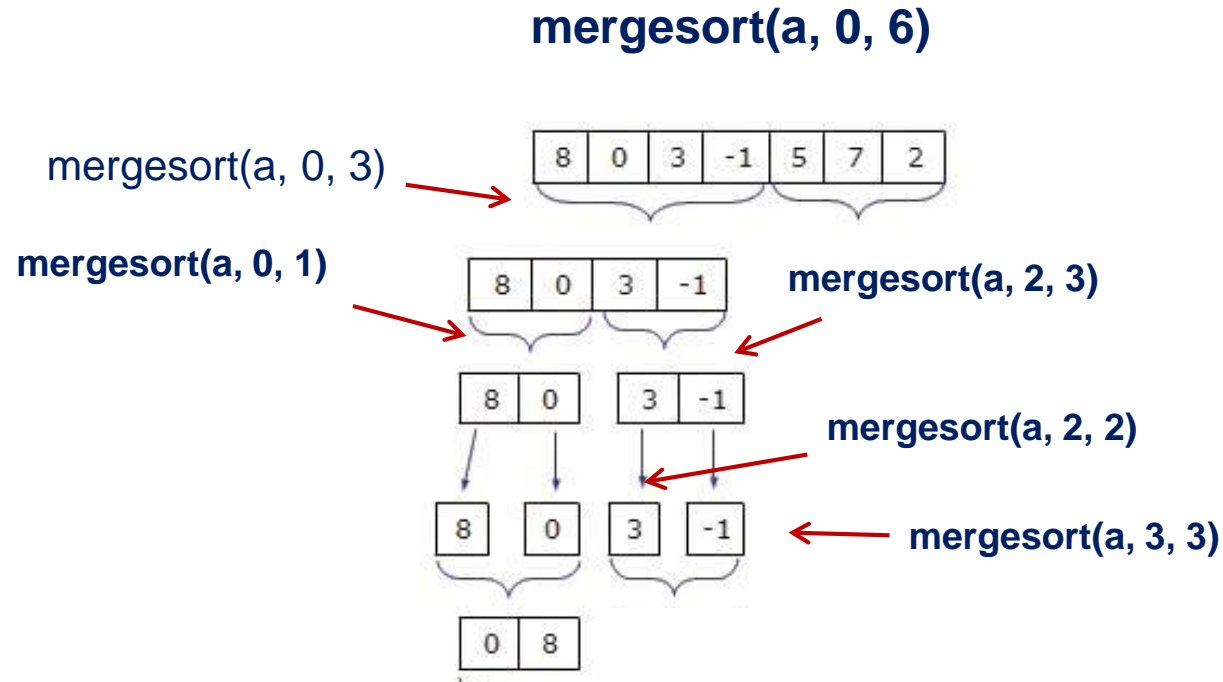 mergesort(a, 0, 6)
mergesort(a, 0, 3)
8 0 3 -1 5 7 2
mergesort(a, 0, 1)
8 0 3 -1
mergesort(a, 2, 3)
8 0 3 -1
mergesort(a, 2, 2)
8 0 3 -1
mergesort(a, 3, 3)
0 8